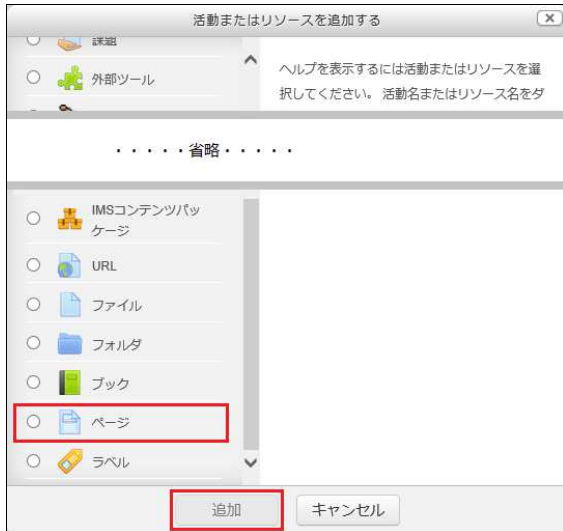 活動またはリソースを追加する
課題
外部ツール
ヘルプを表示するには活動またはリソースを選
択してください。 活動名またはリソース名をダ
・・・・・省略・・・・・
IMSコンテンツパッ
ケージ
URL
ファイル
フォルダ
ブック
ページ
ラベル
追加
キャンセル